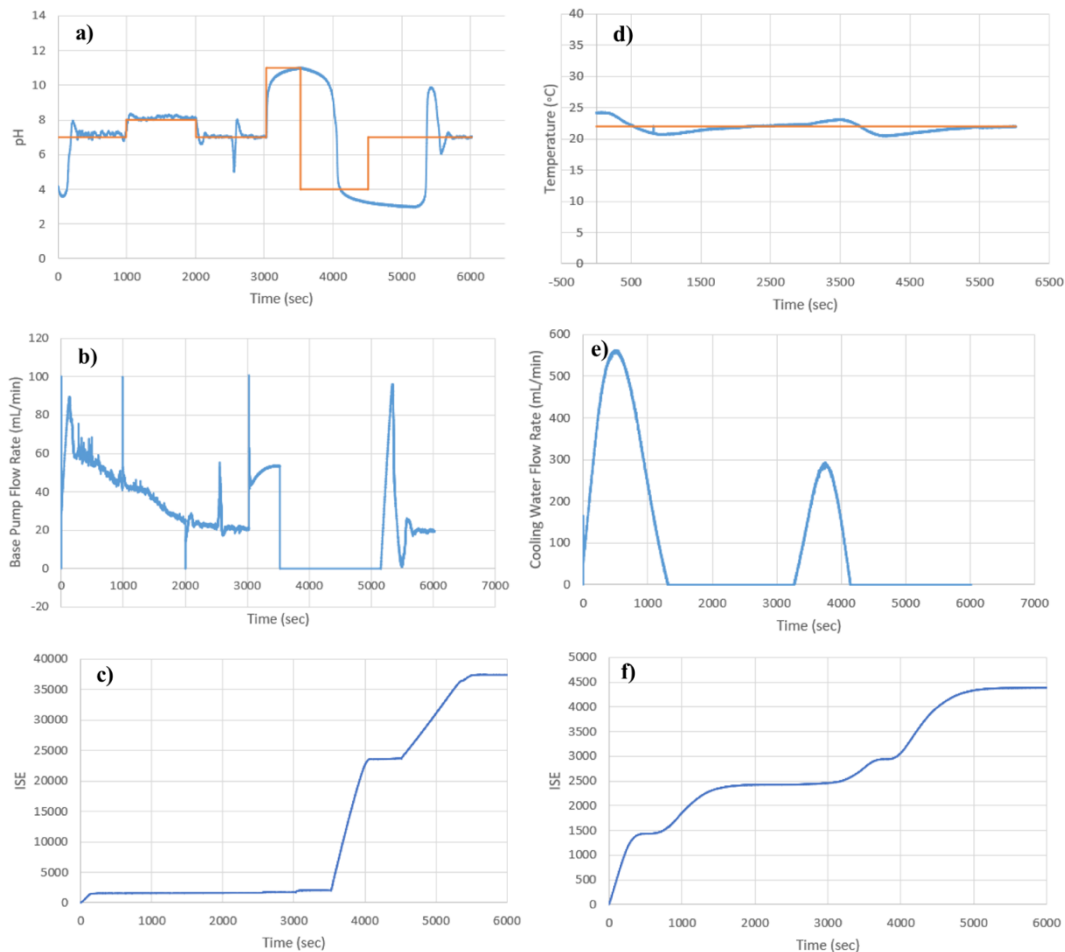 a)
pH
14
12
10
8
6
4
2
0
0 1000 2000 3000 4000 5000 6000
Time (sec)
d)
Temperature (°C)
40
35
30
25
20
15
10
5
0
-500 500 1500 2500 3500 4500 5500 6500
Time (sec)
b)
Base Pump Flow Rate (mL/min)
120
100
80
60
40
20
0
-20
0 1000 2000 3000 4000 5000 6000 7000
Time (sec)
e)
Cooling Water Flow Rate (mL/min)
600
500
400
300
200
100
0
0 1000 2000 3000 4000 5000 6000 7000
Time (sec)
c)
ISE
40000
35000
30000
25000
20000
15000
10000
5000
0
0 1000 2000 3000 4000 5000 6000
Time (sec)
f)
ISE
5000
4500
4000
3500
3000
2500
2000
1500
1000
500
0
0 1000 2000 3000 4000 5000 6000
Time (sec)